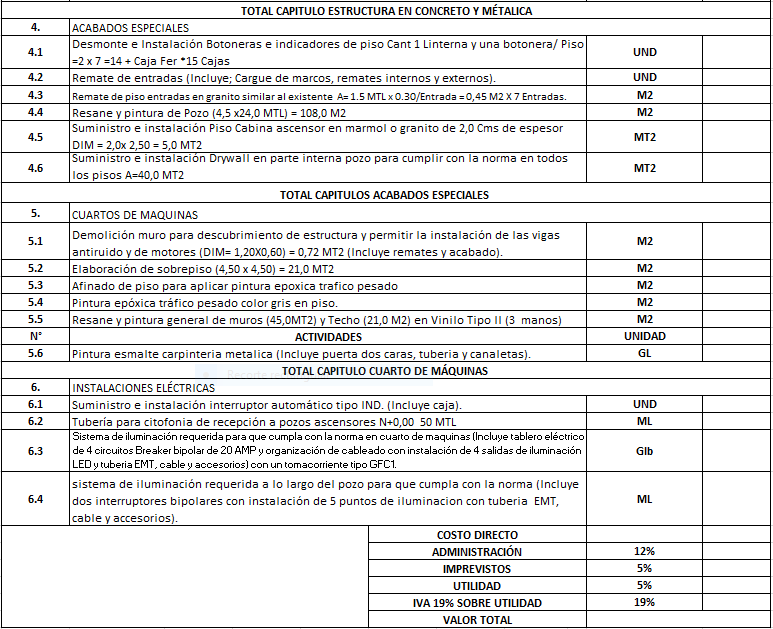 TOTAL CAPITULO ESTRUCTURA EN CONCRETO Y MÉTALICA
4. ACABADOS ESPECIALES
4.1 Desmonte e Instalación Botoneras e indicadores de piso Cant 1 Linterna y una botonera/ Piso UND
=2 x 7 =14 + Caja Fer *15 Cajas
4.2 Remate de entradas (Incluye; Cargue de marcos, remates internos y externos). UND
4.3 Remate de piso entradas en granito similar al existente A= 1.5 MTL x 0.30/Entrada = 0,45 M2 X 7 Entradas. M2
4.4 Resane y pintura de Pozo (4,5 x24,0 MTL) = 108,0 M2 M2
4.5 Suministro e instalación Piso Cabina ascensor en marmol o granito de 2,0 Cms de espesor MT2
DIM = 2,0x 2,50 = 5,0 MT2
4.6 Suministro e instalación Drywall en parte interna pozo para cumplir con la norma en todos MT2
los pisos A=40,0 MT2
TOTAL CAPITULOS ACABADOS ESPECIALES
5. CUARTOS DE MAQUINAS
5.1 Demolición muro para descubrimiento de estructura y permitir la instalación de las vigas M2
antiruido y de motores (DIM= 1,20X0,60) = 0,72 MT2 (Incluye remates y acabado).
5.2 Elaboración de sobrepiso (4,50 x 4,50) = 21,0 MT2 M2
5.3 Afinado de piso para aplicar pintura epoxica trafico pesado M2
5.4 Pintura epóxica tráfico pesado color gris en piso. M2
5.5 Resane y pintura general de muros (45,0MT2) y Techo (21,0 M2) en Vinilo Tipo II (3 manos) M2
N° ACTIVIDADES UNIDAD
5.6 Pintura esmalte carpinteria metalica (Incluye puerta dos caras, tuberia y canaletas). GL
TOTAL CAPITULO CUARTO DE MÁQUINAS
6. INSTALACIONES ELÉCTRICAS
6.1 Suministro e instalación interruptor automático tipo IND. (Incluye caja). UND
6.2 Tubería para citofonia de recepción a pozos ascensores N+0,00 50 MTL ML
6.3 Sistema de iluminación requerida para que cumpla con la norma en cuarto de maquinas (Incluye tablero eléctrico Glb
de 4 circuitos Breaker bipolar de 20 AMP y organización de cableado con instalación de 4 salidas de iluminación
LED y tuberia EMT, cable y accesorios) con un tomacorriente tipo GFC1.
6.4 sistema de iluminación requerida a lo largo del pozo para que cumpla con la norma (Incluye ML
dos interruptores bipolares con instalación de 5 puntos de iluminacion con tuberia EMT,
cable y accesorios).
COSTO DIRECTO
ADMINISTRACIÓN 12%
IMPREVISTOS 5%
UTILIDAD 5%
IVA 19% SOBRE UTILIDAD 19%
VALOR TOTAL